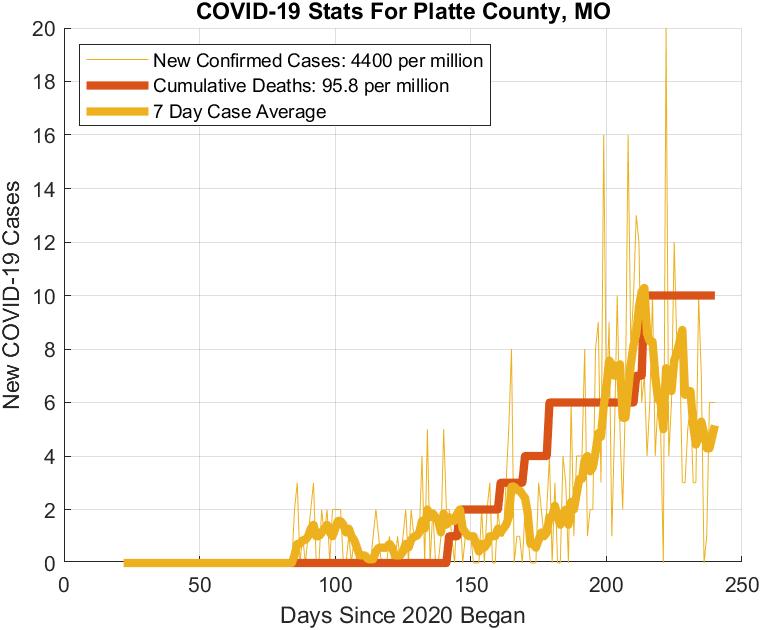 COVID-19 Stats For Platte County, MO
New Confirmed Cases: 4400 per million
Cumulative Deaths: 95.8 per million
7 Day Case Average
New COVID-19 Cases
20
18
16
14
12
10
8
6
4
2
0
0 50 100 150 200 250
Days Since 2020 Began